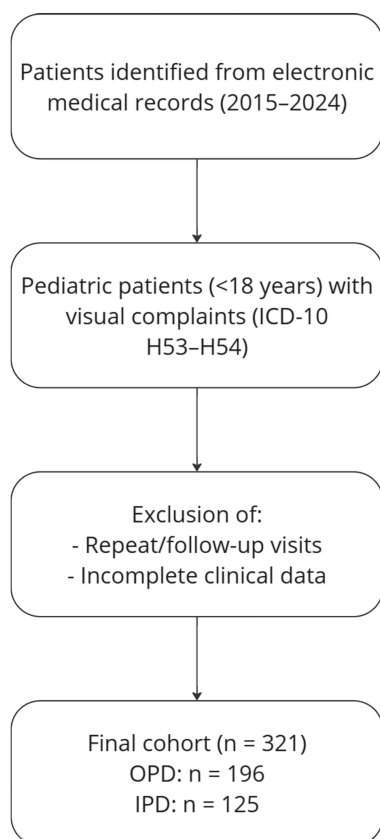 Patients identified from electronic
medical records (2015–2024)
Pediatric patients (<18 years) with
visual complaints (ICD-10
H53–H54)
Exclusion of:
- Repeat/follow-up visits
- Incomplete clinical data
Final cohort (n = 321)
OPD: n = 196
IPD: n = 125